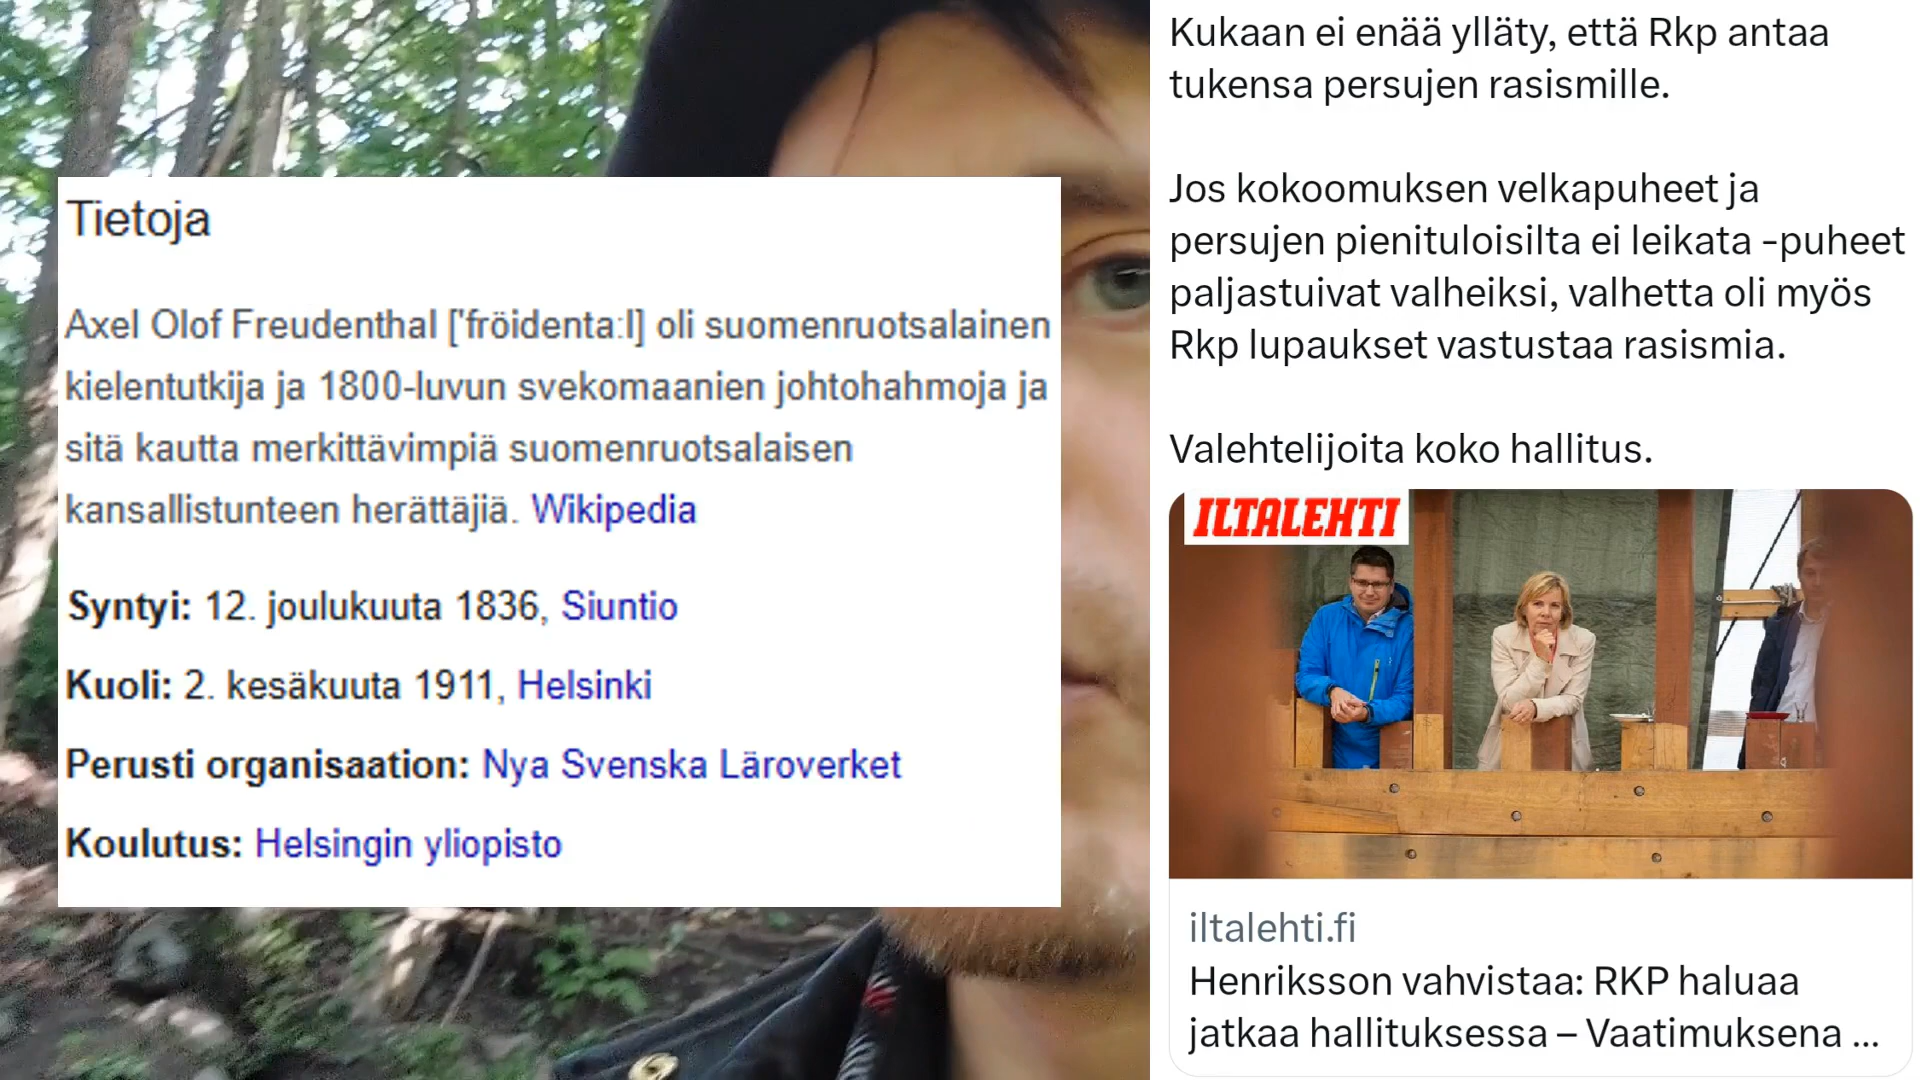 Tietoja
Axel Olof Freudenthal ['fröidenta:l] oli suomenruotsalainen
kielentutkija ja 1800-luvun svekomaanien johtohahmoja ja
sitä kautta merkittävimpiä suomenruotsalaisen
kansallistunteen herättäjiä. Wikipedia
Syntyi: 12. joulukuuta 1836, Siuntio
Kuoli: 2. kesäkuuta 1911, Helsinki
Perusti organisaation: Nya Svenska Läroverket
Koulutus: Helsingin yliopisto
Kukaan ei enää ylläty, että Rkp antaa
tukensa persujen rasismille.
Jos kokoomuksen velkapuheet ja
persujen pienituloisilta ei leikata -puheet
paljastuivat valheiksi, valhetta oli myös
Rkp lupaukset vastustaa rasismia.
Valehtelijoita koko hallitus.
ILTALEHTI
iltalehti.fi
Henriksson vahvistaa: RKP haluaa
jatkaa hallituksessa – Vaatimuksena ...